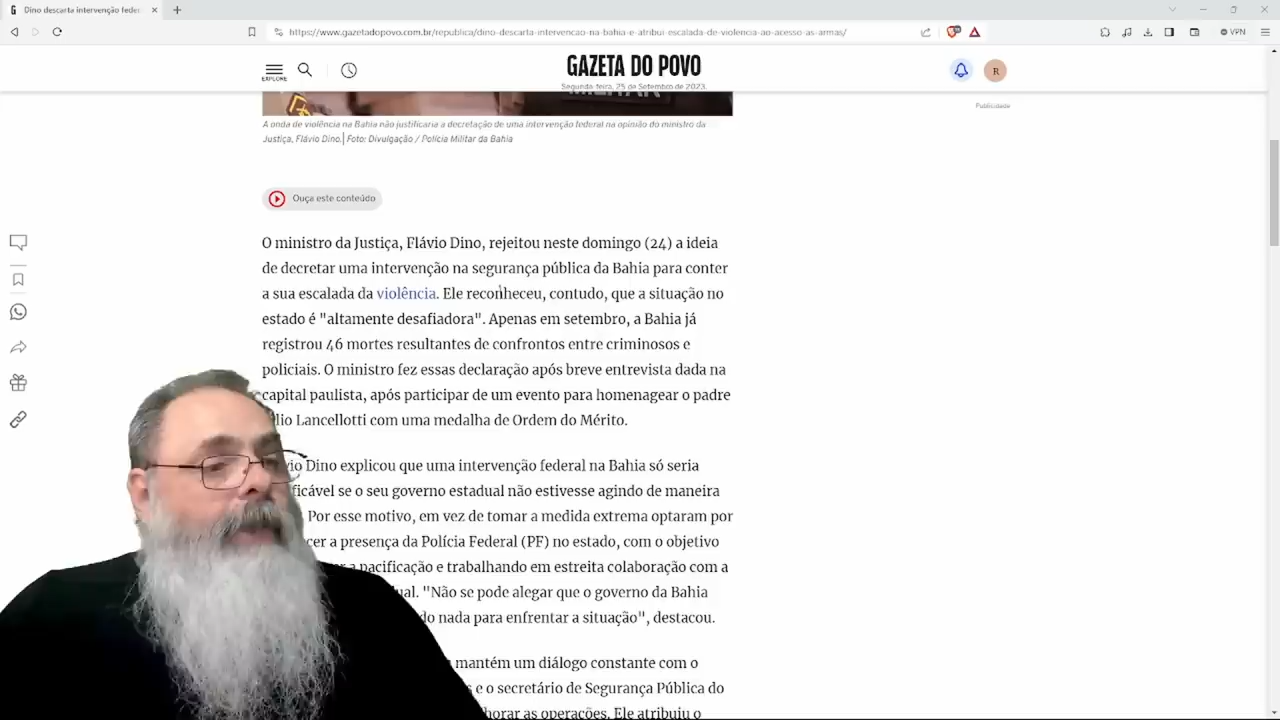 Dino descarta intervenção feder
https://www.gazetadopovo.com.br/republica/dino-descarta-intervencao-na-bahia-e-atribui-escalada-de-violencia-ao-acesso-as-armas/
VPN
EXPLORE
GAZETA DO POVO
Segunda-feira, 25 de Setembro de 2023.
R
MILITAR
Publicidade
A onda de violência na Bahia não justificaria a decretação de uma intervenção federal na opinião do ministro da
Justiça, Flávio Dino.| Foto: Divulgação / Polícia Militar da Bahia
Ouça este conteúdo
O ministro da Justiça, Flávio Dino, rejeitou neste domingo (24) a ideia
de decretar uma intervenção na segurança pública da Bahia para conter
a sua escalada da violência. Ele reconheceu, contudo, que a situação no
estado é "altamente desafiadora". Apenas em setembro, a Bahia já
registrou 46 mortes resultantes de confrontos entre criminosos e
policiais. O ministro fez essas declaração após breve entrevista dada na
capital paulista, após participar de um evento para homenagear o padre
lio Lancellotti com uma medalha de Ordem do Mérito.
vio Dino explicou que uma intervenção federal na Bahia só seria
ficável se o seu governo estadual não estivesse agindo de maneira
Por esse motivo, em vez de tomar a medida extrema optaram por
cer a presença da Polícia Federal (PF) no estado, com o objetivo
r a pacificação e trabalhando em estreita colaboração com a
ual. "Não se pode alegar que o governo da Bahia
do nada para enfrentar a situação", destacou.
mantém um diálogo constante com o
s e o secretário de Segurança Pública do
horar as operações. Ele atribuiu o